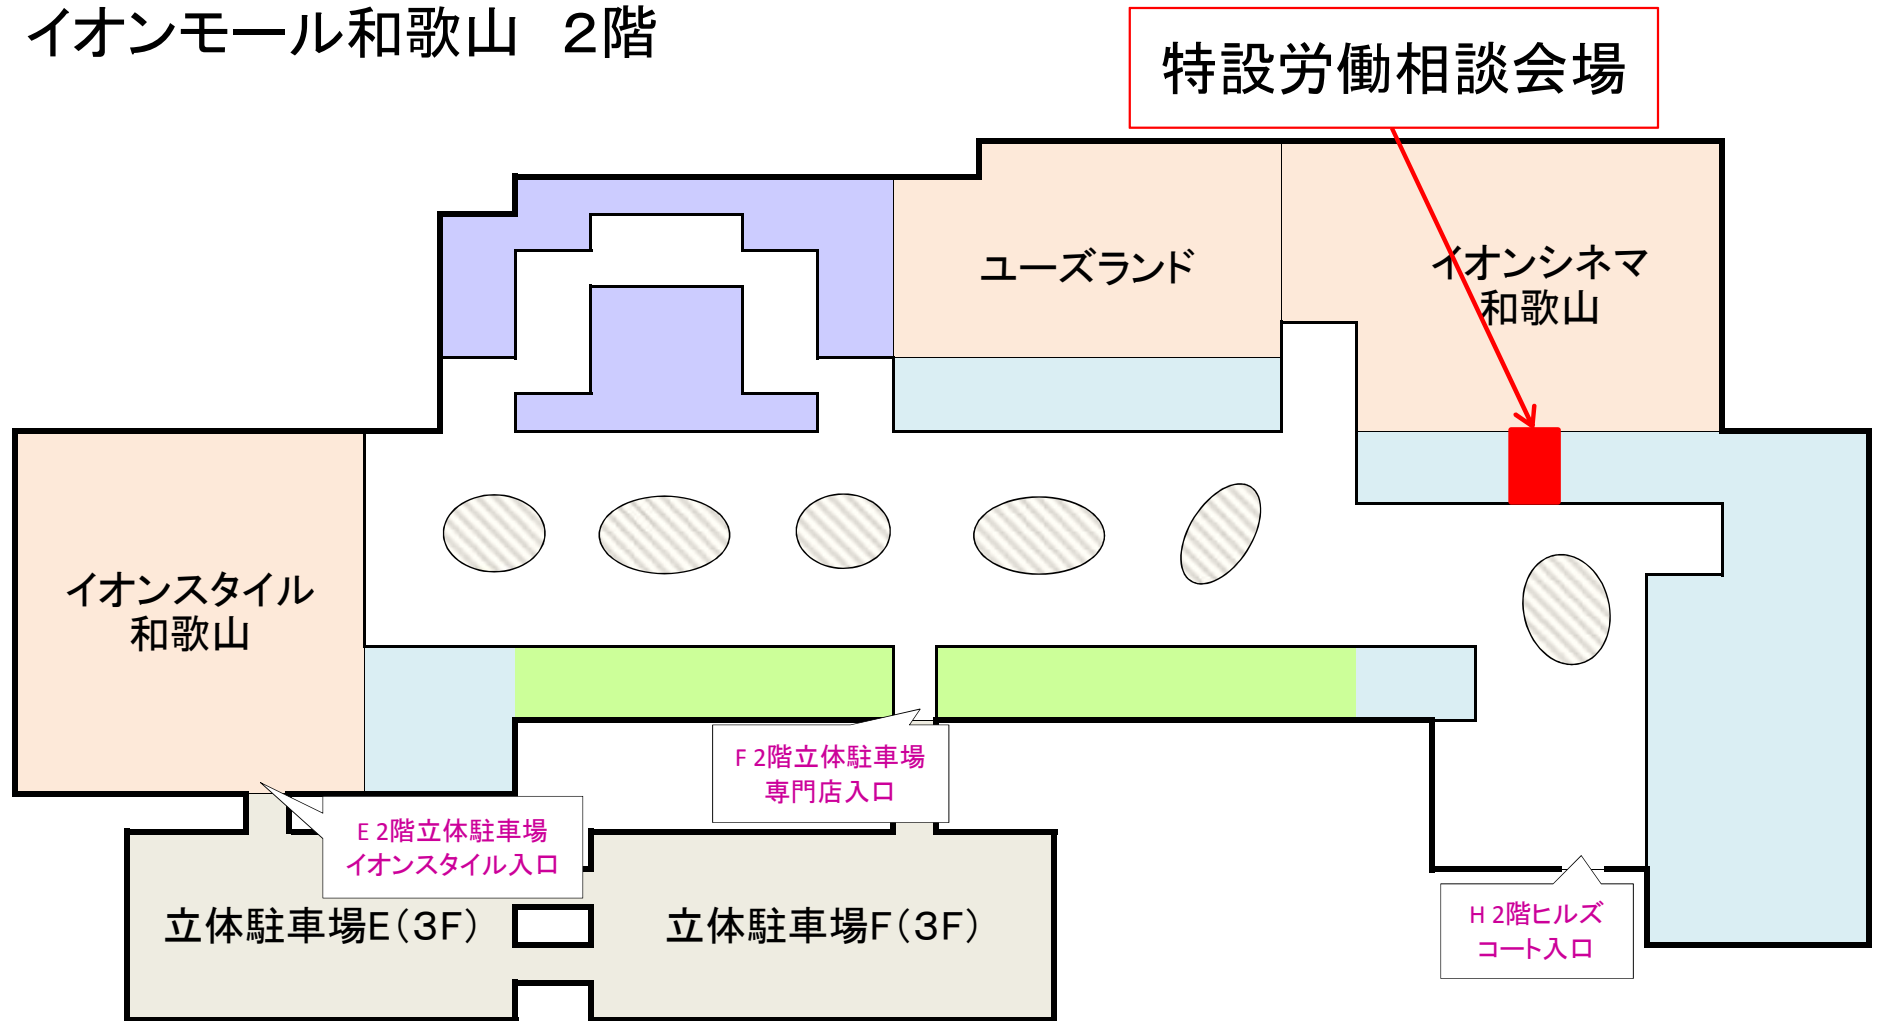 イオンモール和歌山　2階
特設労働相談会場
ユーズランド
イオンシネマ
和歌山
イオンスタイル
和歌山
F 2階立体駐車場
専門店入口
E 2階立体駐車場
イオンスタイル入口
立体駐車場E（3F）
立体駐車場F（3F）
H 2階ヒルズ
コート入口